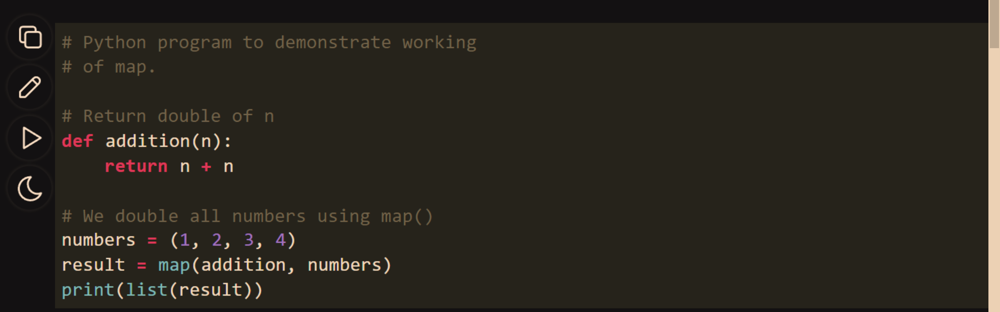 # Python program to demonstrate working
# of map.
# Return double of n
def addition(n):
    return n + n
# We double all numbers using map()
numbers = (1, 2, 3, 4)
result = map(addition, numbers)
print(list(result))